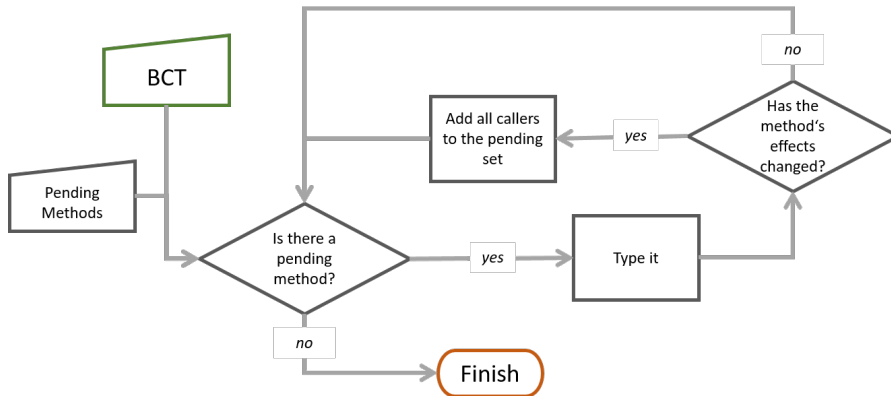 no
BCT
Add all callers
to the pending
set
yes
Has the
method‘s
effects
changed?
Pending
Methods
Is there a
pending
method?
yes
Type it
no
Finish